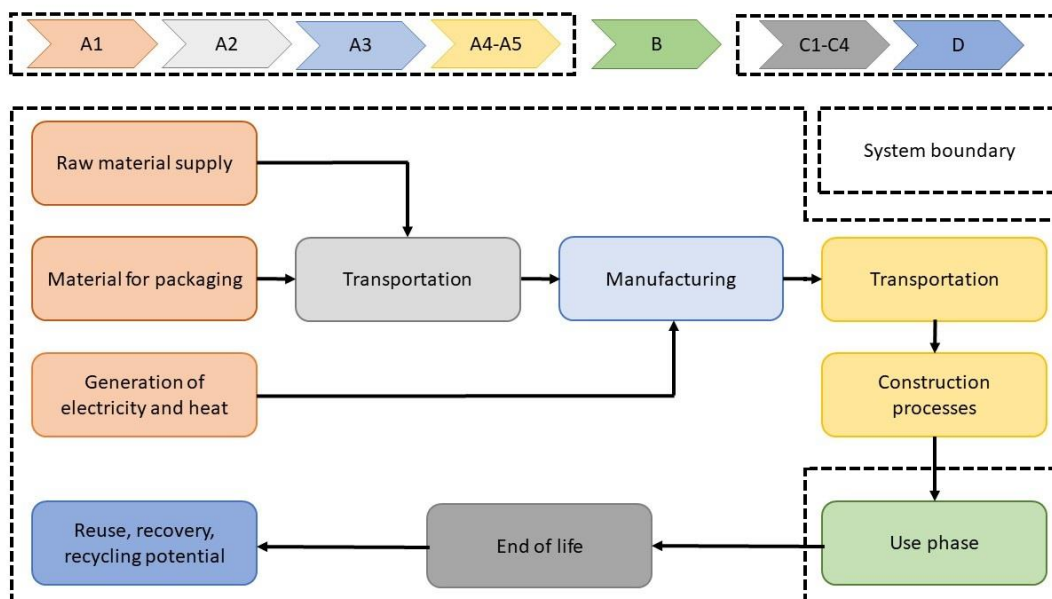 A1
A2
A3
A4-A5
B
C1-C4
D
Raw material supply
System boundary
Material for packaging
Transportation
Manufacturing
Transportation
Generation of
electricity and heat
Construction
processes
Reuse, recovery,
recycling potential
End of life
Use phase